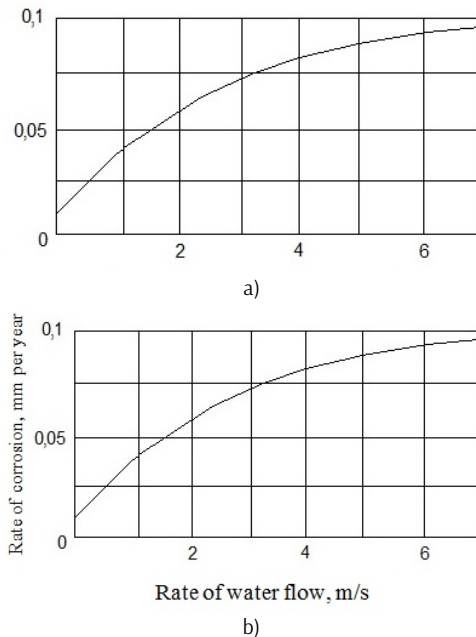 0,1
0,05
0
2 4 6
a)
0,1
0,05
0
Rate of corrosion, mm per year
2 4 6
Rate of water flow, m/s
b)